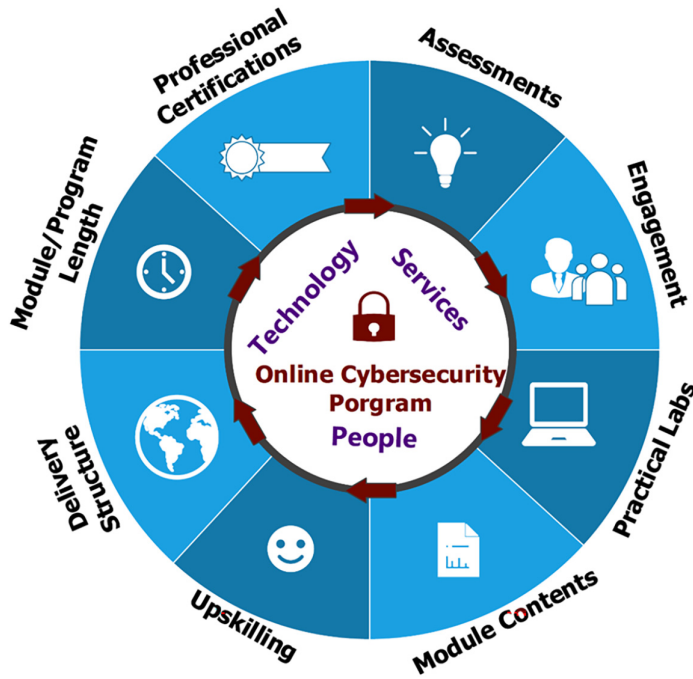 Professional
Certifications
Assessments
Engagement
Practical Labs
Module Contents
Upskilling
Delivery
Structure
Module/Program
Length
Technology
Services
Online Cybersecurity
Porgram
People